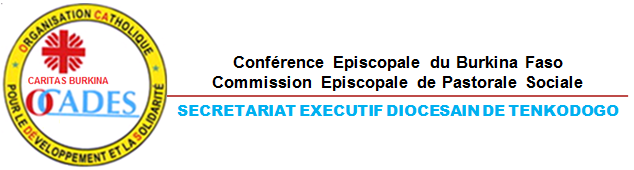 ORGANISATION CATHOLIQUE
POUR LE DEVELOPPEMENT ET LA SOLIDARITÉ
CARITAS BURKINA
OCADES
Conférence Episcopale du Burkina Faso
Commission Episcopale de Pastorale Sociale
SECRETARIAT EXECUTIF DIOCESAIN DE TENKODOGO